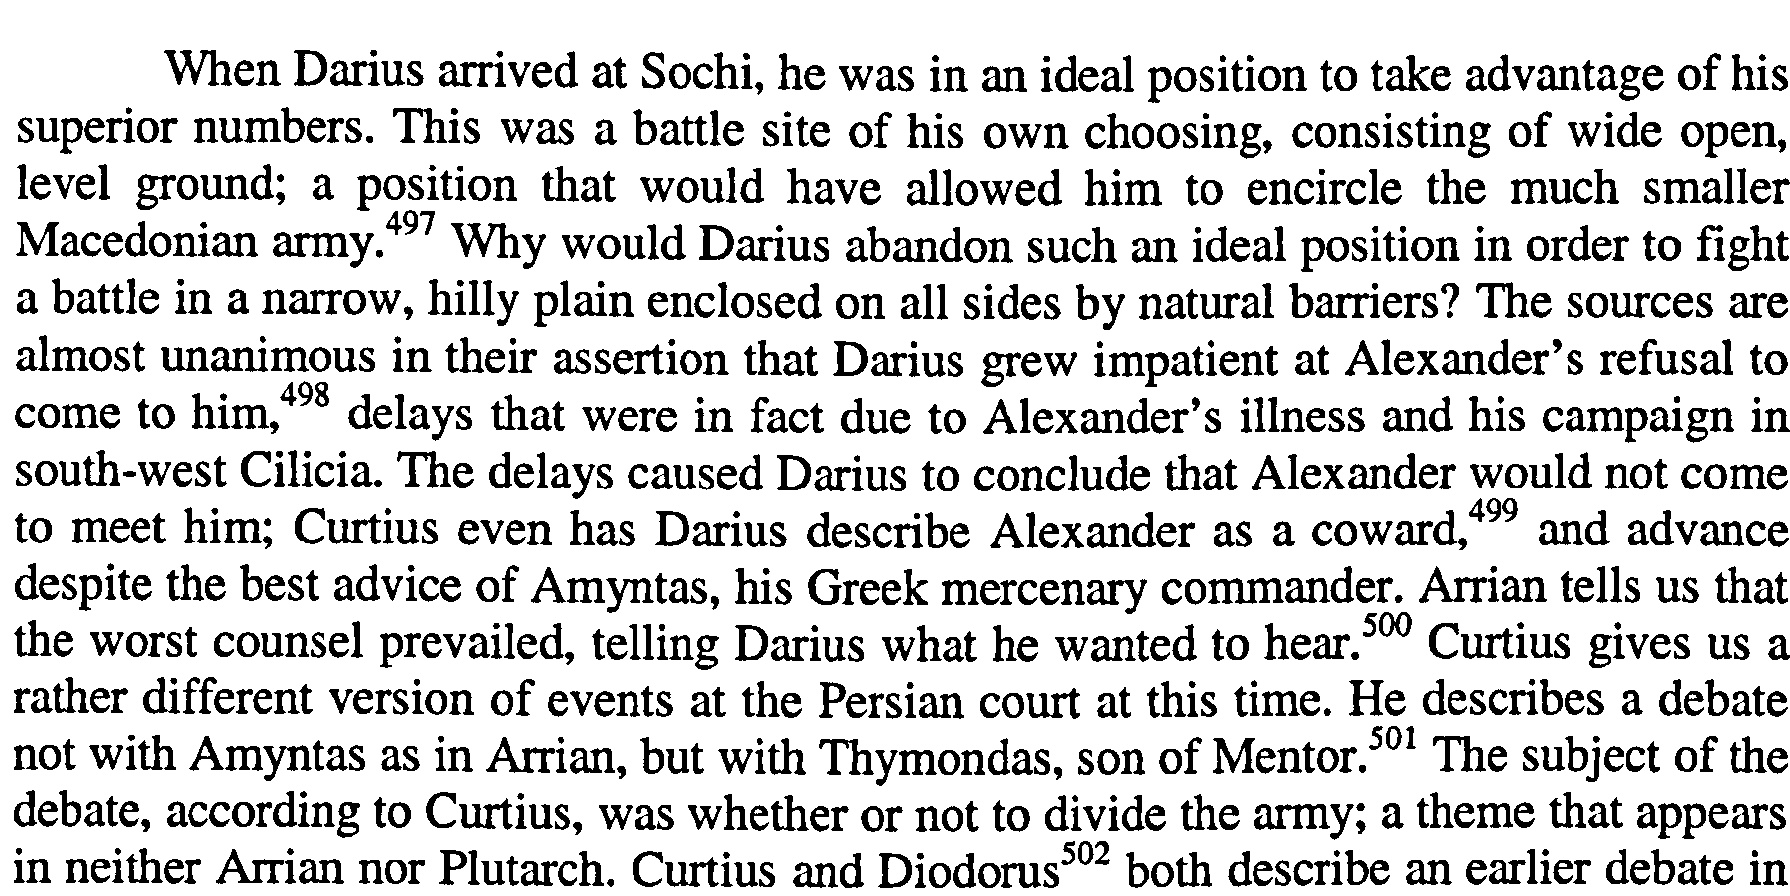 When Darius arrived at Sochi, he was in an ideal position to take advantage of his
superior numbers. This was a battle site of his own choosing, consisting of wide open,
level ground; a position that would have allowed him to encircle the much smaller
Macedonian army.497 Why would Darius abandon such an ideal position in order to fight
a battle in a narrow, hilly plain enclosed on all sides by natural barriers? The sources are
almost unanimous in their assertion that Darius grew impatient at Alexander's refusal to
come to him,498 delays that were in fact due to Alexander's illness and his campaign in
south-west Cilicia. The delays caused Darius to conclude that Alexander would not come
to meet him; Curtius even has Darius describe Alexander as a coward,499 and advance
despite the best advice of Amyntas, his Greek mercenary commander. Arrian tells us that
the worst counsel prevailed, telling Darius what he wanted to hear.500 Curtius gives us a
rather different version of events at the Persian court at this time. He describes a debate
not with Amyntas as in Arrian, but with Thymondas, son of Mentor.501 The subject of the
debate, according to Curtius, was whether or not to divide the army; a theme that appears
in neither Arrian nor Plutarch. Curtius and Diodorus502 both describe an earlier debate in